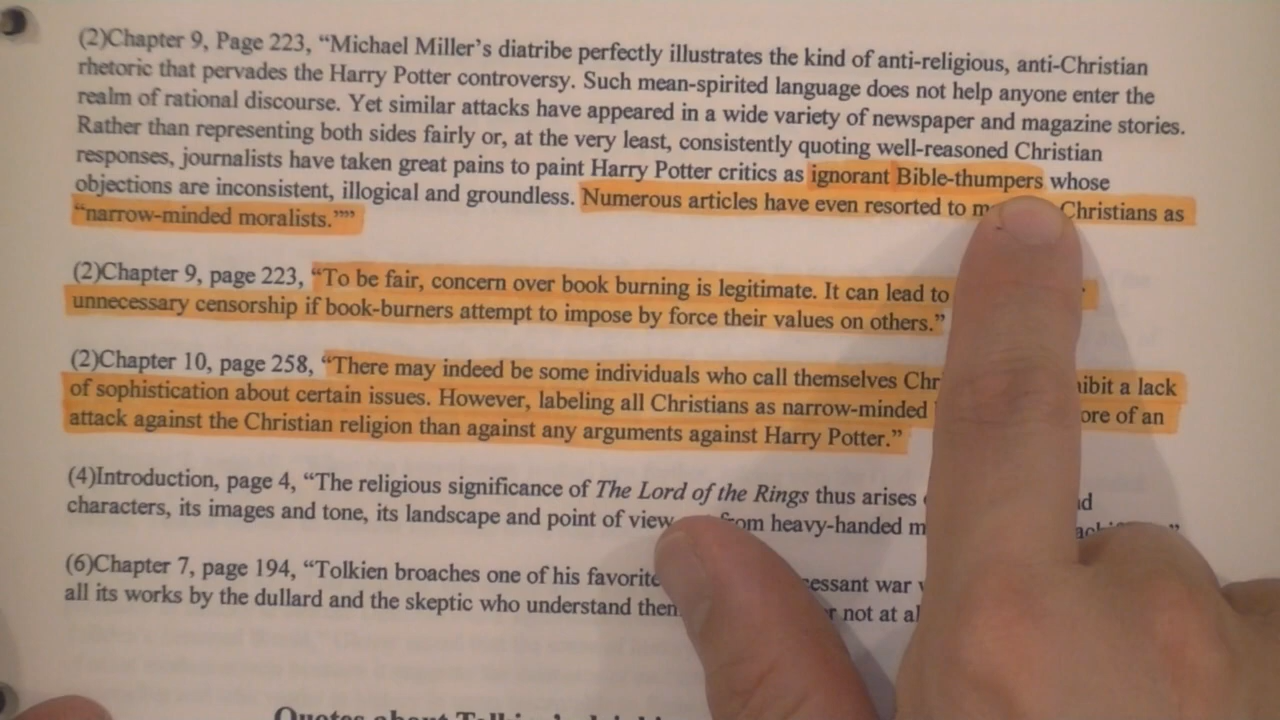 (2)Chapter 9, Page 223, “Michael Miller’s diatribe perfectly illustrates the kind of anti-religious, anti-Christian
rhetoric that pervades the Harry Potter controversy. Such mean-spirited language does not help anyone enter the
realm of rational discourse. Yet similar attacks have appeared in a wide variety of newspaper and magazine stories.
Rather than representing both sides fairly or, at the very least, consistently quoting well-reasoned Christian
responses, journalists have taken great pains to paint Harry Potter critics as ignorant Bible-thumpers whose
objections are inconsistent, illogical and groundless. Numerous articles have even resorted to Christians as
“narrow-minded moralists.””
(2)Chapter 9, page 223, “To be fair, concern over book burning is legitimate. It can lead to
unnecessary censorship if book-burners attempt to impose by force their values on others.”
(2)Chapter 10, page 258, “There may indeed be some individuals who call themselves a lack
of sophistication about certain issues. However, labeling all Christians as narrow-minded of an
attack against the Christian religion than against any arguments against Harry Potter.”
(4)Introduction, page 4, “The religious significance of The Lord of the Rings thus arises
characters, its images and tone, its landscape and point of view from heavy-handed
(6)Chapter 7, page 194, “Tolkien broaches one of his war
all its works by the dullard and the skeptic who understand not at
Quotes about